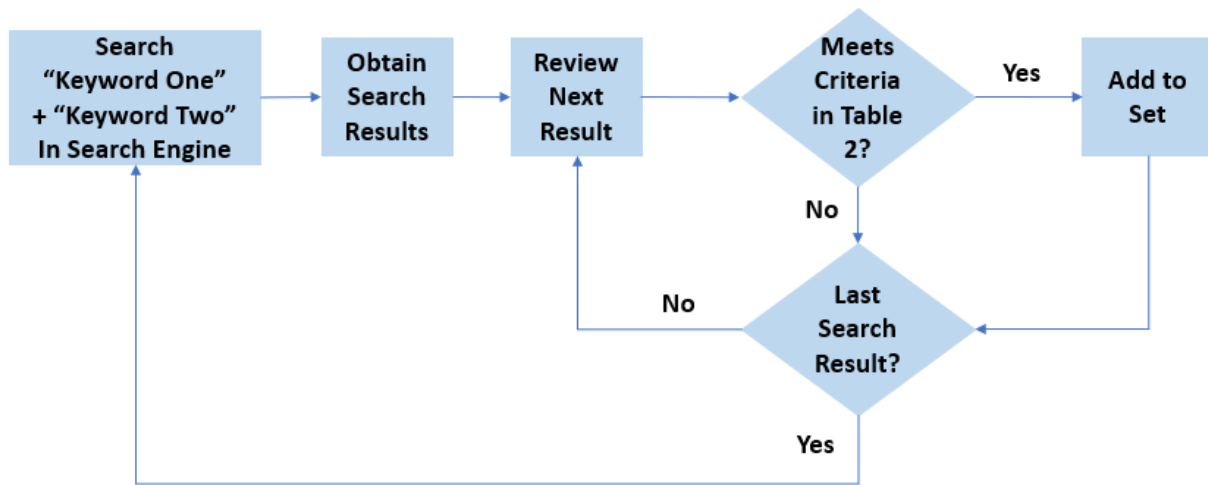 Search
“Keyword One”
+ “Keyword Two”
In Search Engine
Obtain
Search
Results
Review
Next
Result
Meets
Criteria
in Table
2?
Yes
Add to
Set
No
Last
Search
Result?
No
Yes